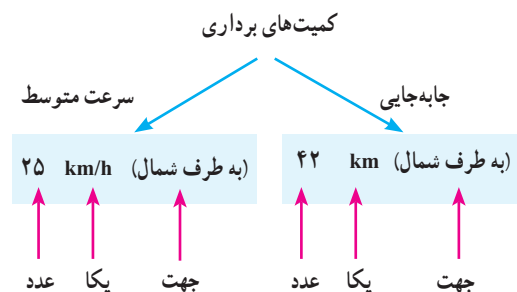 کمیت‌های برداری
جابه‌جایی
سرعت متوسط
۴۲ km (به طرف شمال)
۲۵ km/h (به طرف شمال)
جهت یکا عدد
جهت یکا عدد